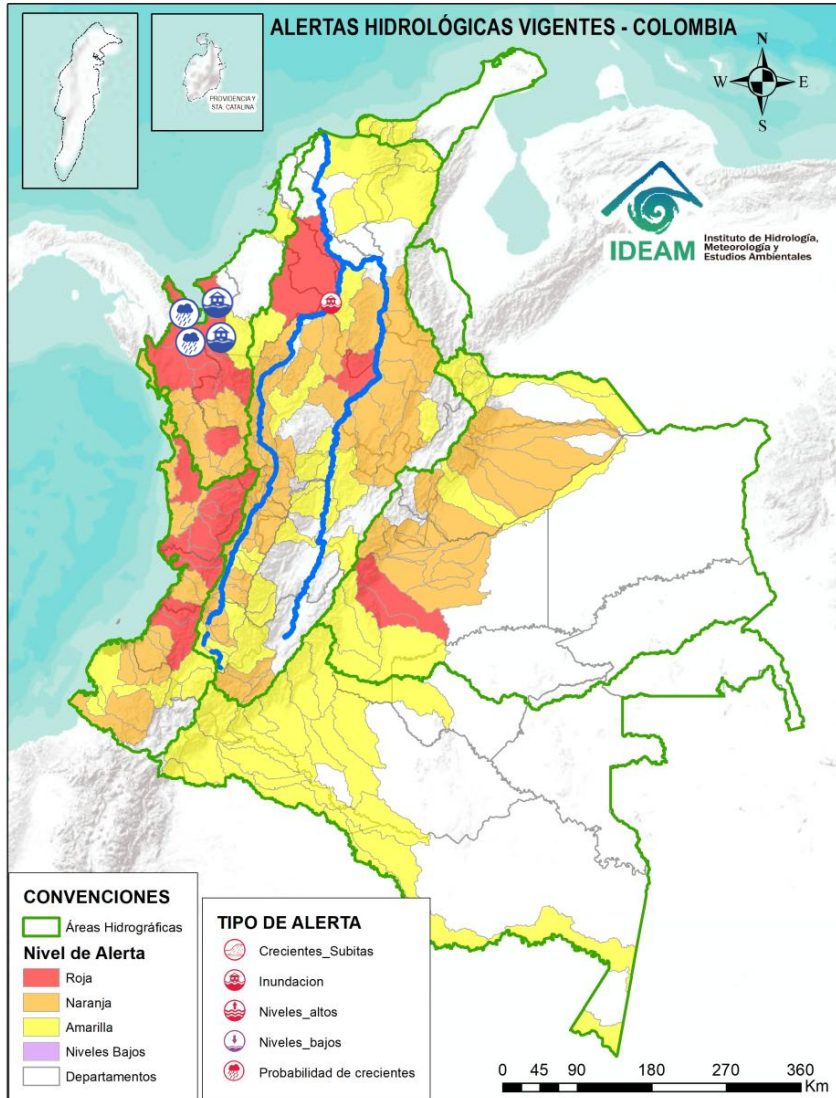 ALERTAS HIDROLÓGICAS VIGENTES - COLOMBIA
PROVIDENCIA Y
STA. CATALINA
N
W
E
S
IDEAM
Instituto de Hidrología,
Meteorología y
Estudios Ambientales
CONVENCIONES
Áreas Hidrográficas
Nivel de Alerta
Roja
Naranja
Amarilla
Niveles Bajos
Departamentos
TIPO DE ALERTA
Crecientes_Subitas
Inundacion
Niveles_altos
Niveles_bajos
Probabilidad de crecientes
0 45 90 180 270 360
Km